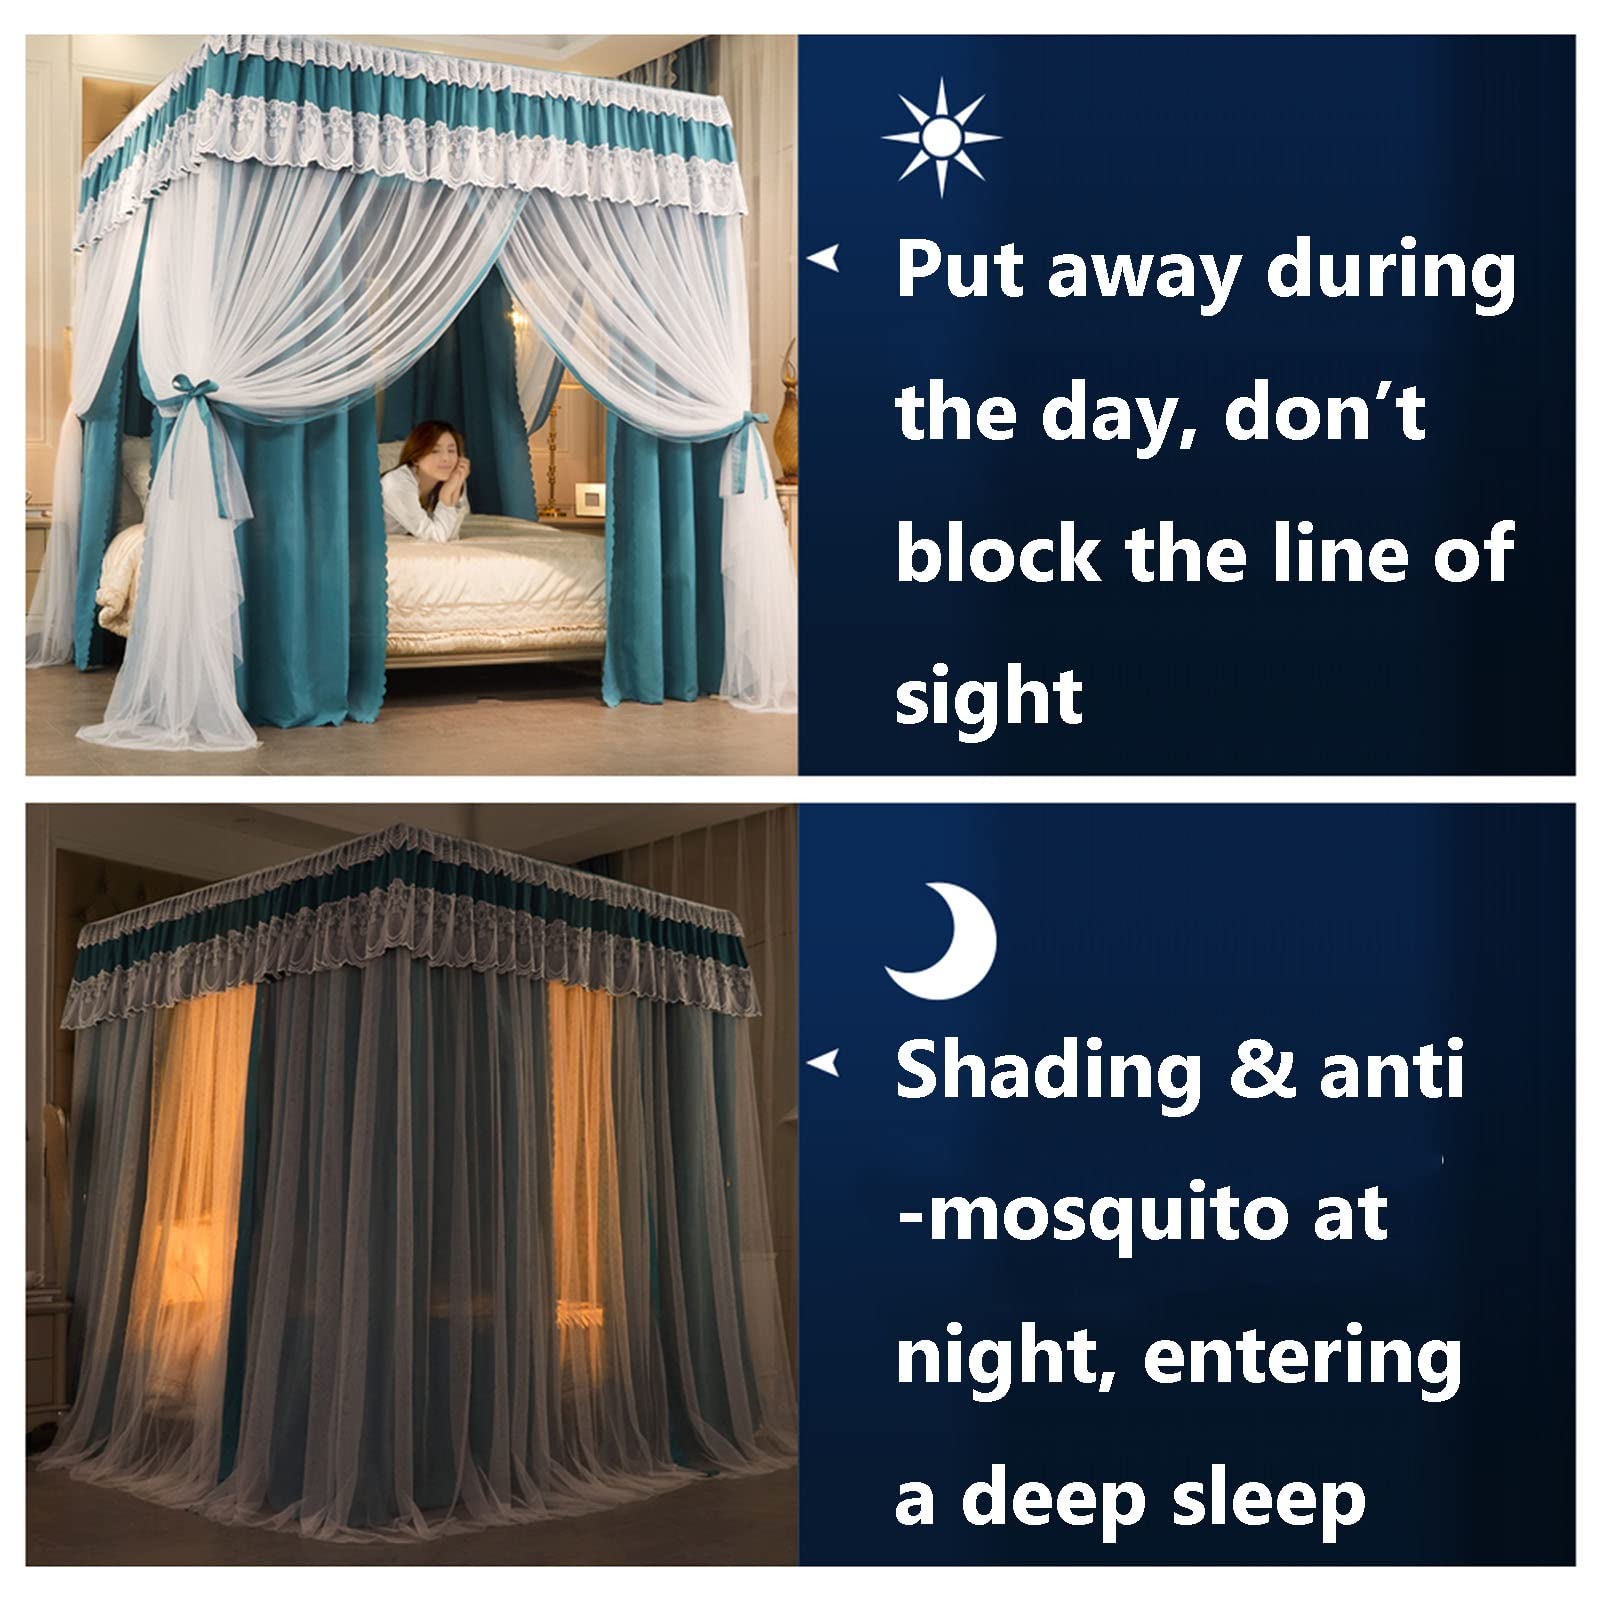 Put away during
the day, don’t
block the line of
sight
Shading & anti
-mosquito at
night, entering
a deep sleep